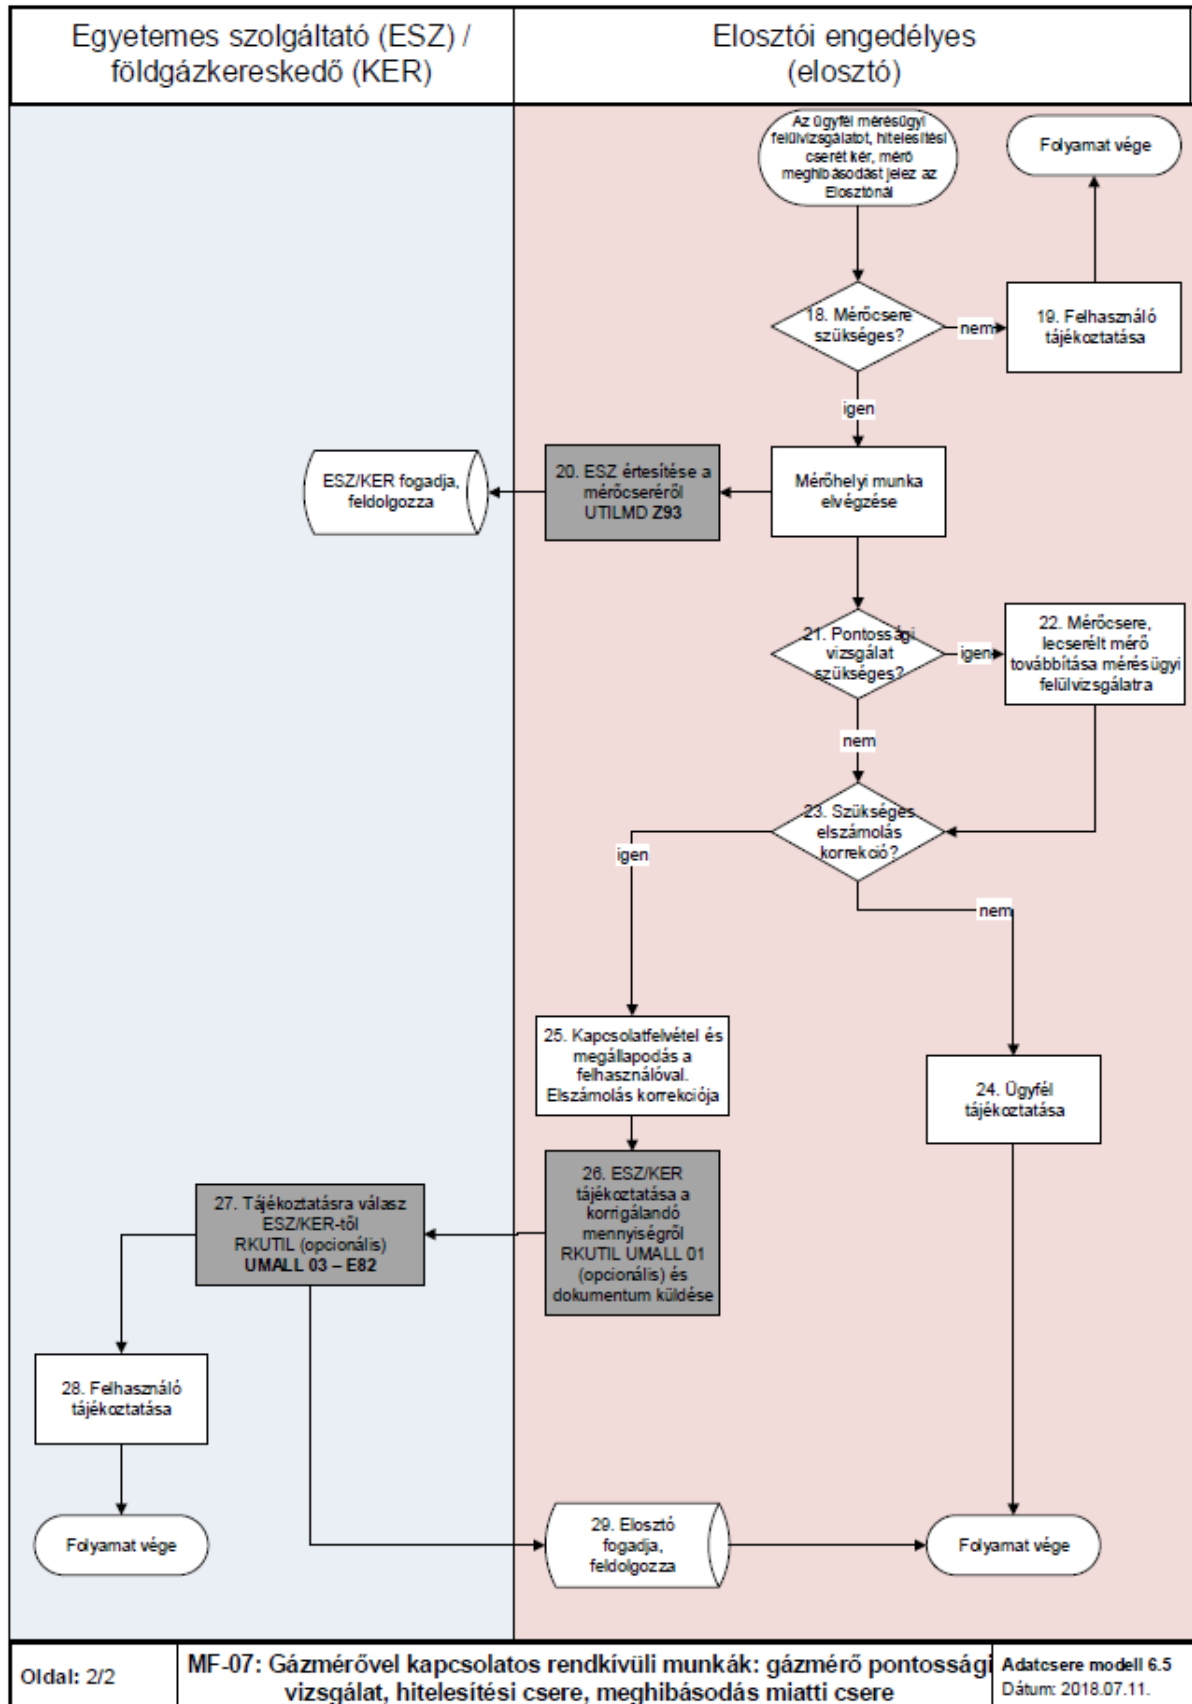 Egyetemes szolgáltató (ESZ) /
földgázkereskedő (KER)
Elosztói engedélyes
(elosztó)
Az ügyfél mérésügyi
felülvizsgálatot, hitelesítési
cserét kér, mérő
meghibásodást jelez az
Elosztónál
Folyamat vége
18. Mérőcsere
szükséges?
nem
19. Felhasználó
tájékoztatása
igen
ESZ/KER fogadja,
feldolgozza
20. ESZ értesítése a
mérőcseréről
UTILMD Z93
Mérőhelyi munka
elvégzése
21. Pontossági
vizsgálat
szükséges?
igen
22. Mérőcsere,
lecserélt mérő
továbbítása mérésügyi
felülvizsgálatra
nem
23. Szükséges
elszámolás
korrekció?
igen
nem
25. Kapcsolatfelvétel és
megállapodás a
felhasználóval.
Elszámolás korrekciója
24. Ügyfél
tájékoztatása
26. ESZ/KER
tájékoztatása a
korrigálandó
mennyiségről
RKUTIL UMALL 01
(opcionális) és
dokumentum küldése
27. Tájékoztatásra válasz
ESZ/KER-től
RKUTIL (opcionális)
UMALL 03 – E82
28. Felhasználó
tájékoztatása
Folyamat vége
29. Elosztó
fogadja,
feldolgozza
Folyamat vége
Oldal: 2/2
MF-07: Gázmérővel kapcsolatos rendkívüli munkák: gázmérő pontossági
vizsgálat, hitelesítési csere, meghibásodás miatti csere
Adatcsere modell 6.5
Dátum: 2018.07.11.